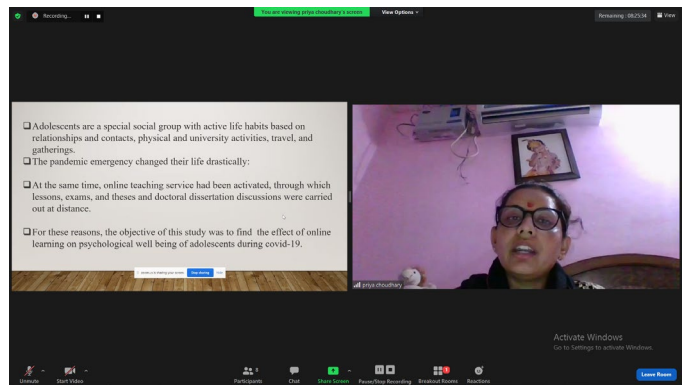 Recording...
You are viewing priya choudhary's screen
View Options
Remaining : 08:25:34
View
❑Adolescents are a special social group with active life habits based on
relationships and contacts, physical and university activities, travel, and
gatherings.
❑The pandemic emergency changed their life drastically:
❑At the same time, online teaching service had been activated, through which
lessons, exams, and theses and doctoral dissertation discussions were carried
out at distance.
❑For these reasons, the objective of this study was to find the effect of online
learning on psychological well being of adolescents during covid-19.
Stop sharing
Hide
priya choudhary
Activate Windows
Go to Settings to activate Windows.
Unmute
Start Video
Participants
8
Chat
Share Screen
Pause/Stop Recording
Breakout Rooms
1
Reactions
Leave Room